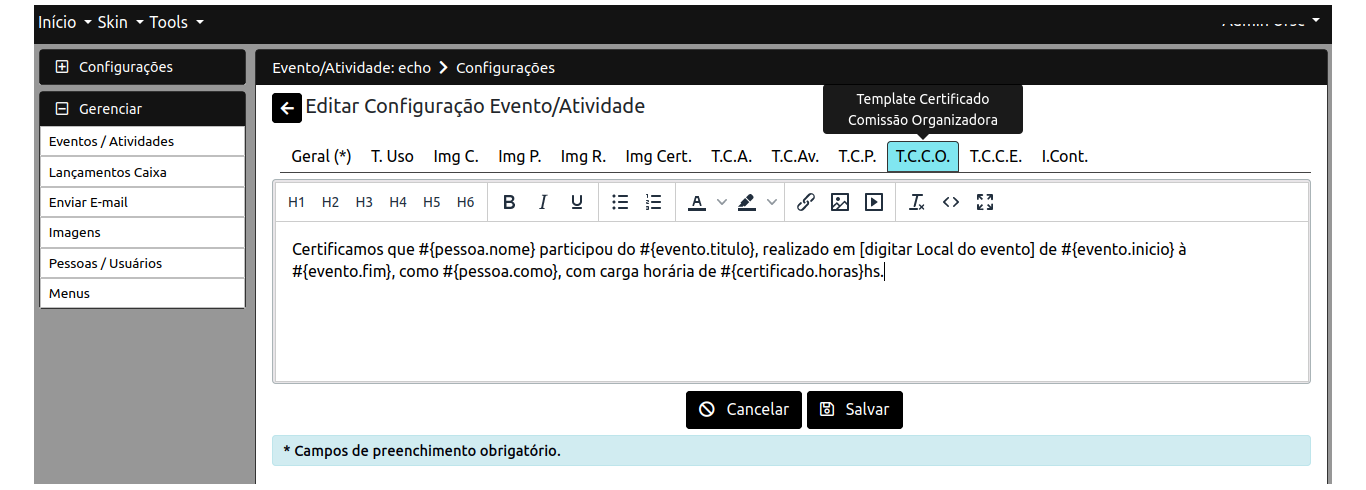 Início Skin Tools
Configurações
Gerenciar
Eventos / Atividades
Lançamentos Caixa
Enviar E-mail
Imagens
Pessoas / Usuários
Menus
Evento/Atividade: echo Configurações
Editar Configuração Evento/Atividade
Template Certificado
Comissão Organizadora
Geral (*) T. Uso Img C. Img P. Img R. Img Cert. T.C.A. T.C.Av. T.C.P. T.C.C.O. T.C.C.E. I.Cont.
H1 H2 H3 H4 H5 H6 B I U A
Certificamos que #{pessoa.nome} participou do #{evento.titulo}, realizado em [digitar Local do evento] de #{evento.inicio} à
#{evento.fim}, como #{pessoa.como}, com carga horária de #{certificado.horas}hs.
Cancelar Salvar
* Campos de preenchimento obrigatório.